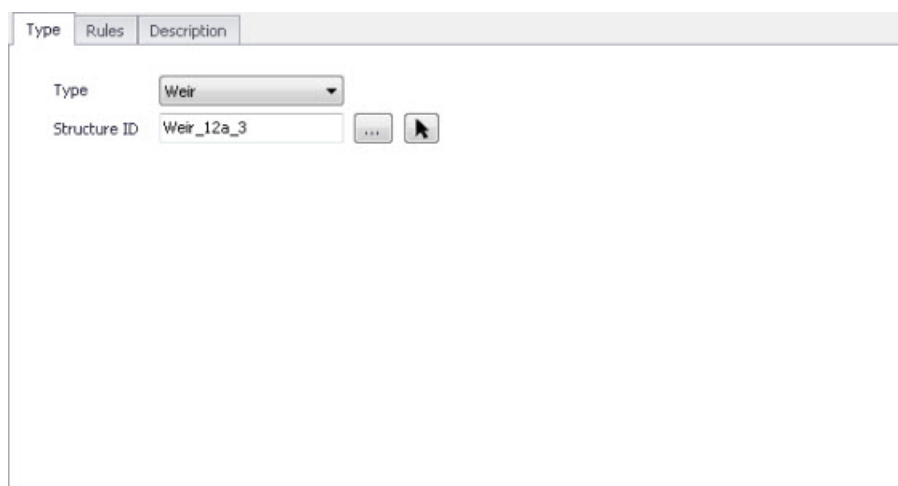 Type Rules Description
Type Weir
Structure ID Weir_12a_3 ...